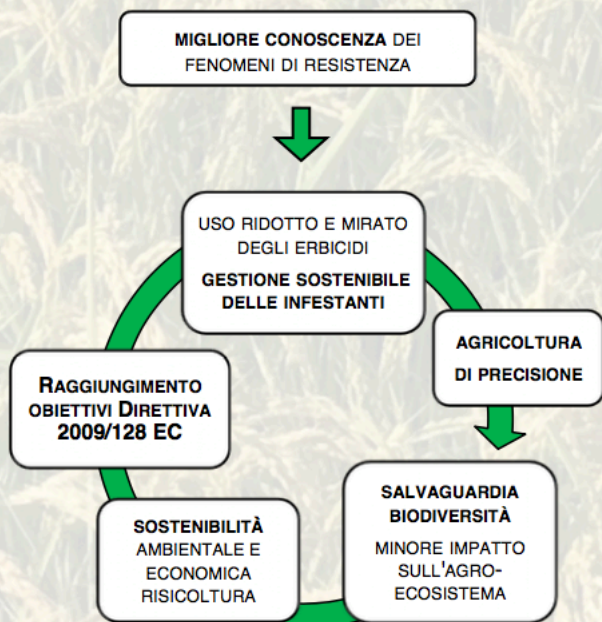 MIGLIORE CONOSCENZA DEI
FENOMENI DI RESISTENZA
USO RIDOTTO E MIRATO
DEGLI ERBICIDI
GESTIONE SOSTENIBILE
DELLE INFESTANTI
AGRICOLTURA
DI PRECISIONE
RAGGIUNGIMENTO
OBIETTIVI DIRETTIVA
2009/128 EC
SALVAGUARDIA
BIODIVERSITÀ
MINORE IMPATTO
SULL'AGRO-
ECOSISTEMA
SOSTENIBILITÀ
AMBIENTALE E
ECONOMICA
RISICOLTURA